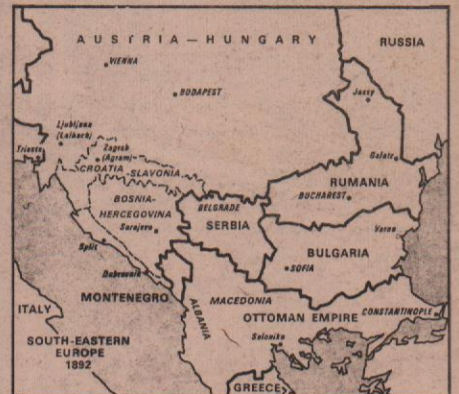 AUSTRIA—HUNGARY
RUSSIA
VIENNA
BUDAPEST
Jassy
Ljubljana
(Laibach)
Trieste
Zagreb
(Agram)
CROATIA-SLAVONIA
Galatz
RUMANIA
BUCHAREST
BOSNIA-
HERCEGOVINA
Sarajevo
BELGRADE
SERBIA
Varna
BULGARIA
SOFIA
Split
Dubrovnik
MONTENEGRO
ALBANIA
MACEDONIA
OTTOMAN EMPIRE
CONSTANTINOPLE
ITALY
SOUTH-EASTERN
EUROPE
1892
Salonika
GREECE